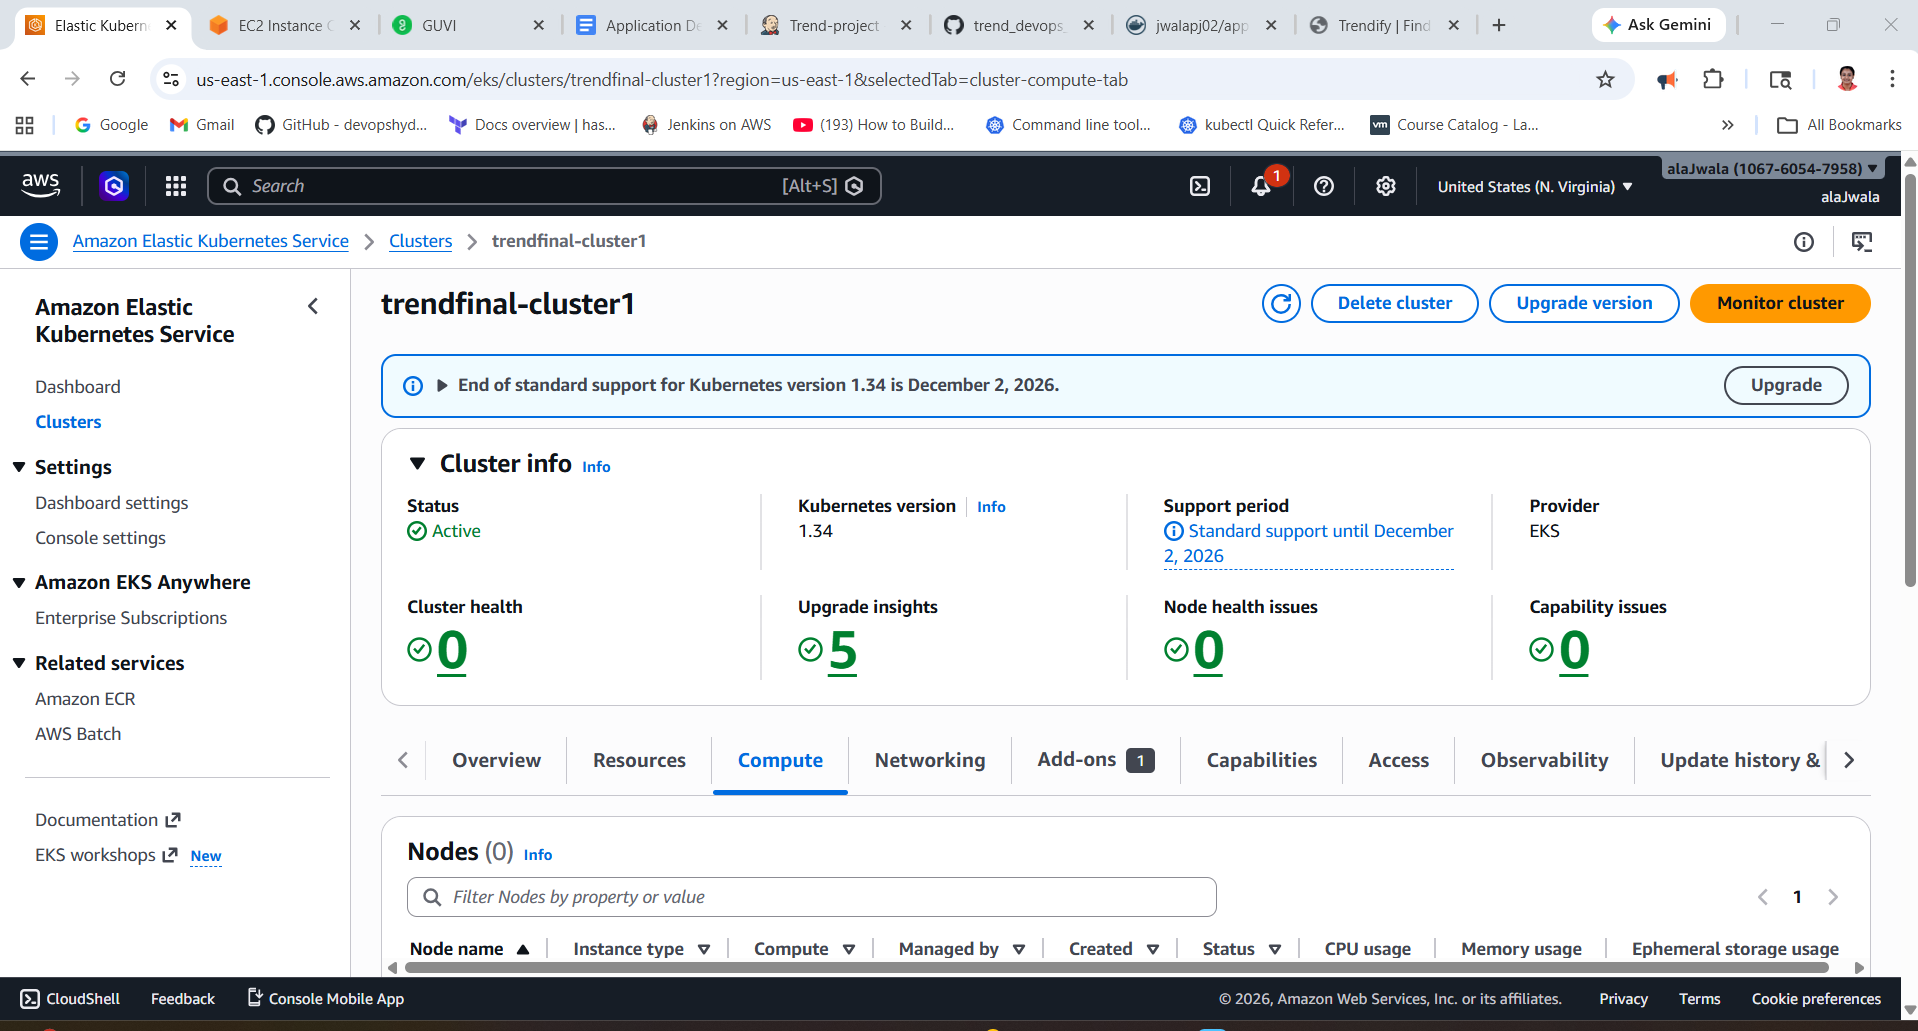 Elastic Kubern
EC2 Instance C
GUVI
Application De
Trend-project
trend_devops_
jwalapj02/app
Trendify | Find
Ask Gemini
us-east-1.console.aws.amazon.com/eks/clusters/trendfinal-cluster1?region=us-east-1&selectedTab=cluster-compute-tab
Google
Gmail
GitHub - devopshyd...
Docs overview | has...
Jenkins on AWS
(193) How to Build...
Command line tool...
kubectl Quick Refer...
vm
Course Catalog - La...
All Bookmarks
aws
Search
[Alt+S]
1
United States (N. Virginia)
alaJwala (1067-6054-7958)
alaJwala
Amazon Elastic Kubernetes Service
Clusters
trendfinal-cluster1
Amazon Elastic
Kubernetes Service
Dashboard
Clusters
Settings
Dashboard settings
Console settings
Amazon EKS Anywhere
Enterprise Subscriptions
Related services
Amazon ECR
AWS Batch
Documentation
EKS workshops
New
trendfinal-cluster1
Delete cluster
Upgrade version
Monitor cluster
End of standard support for Kubernetes version 1.34 is December 2, 2026.
Upgrade
Cluster info
Info
Status
Active
Kubernetes version
Info
1.34
Support period
Standard support until December
2, 2026
Provider
EKS
Cluster health
0
Upgrade insights
5
Node health issues
0
Capability issues
0
Overview
Resources
Compute
Networking
Add-ons
1
Capabilities
Access
Observability
Update history &
Nodes (0)
Info
Filter Nodes by property or value
1
Node name
Instance type
Compute
Managed by
Created
Status
CPU usage
Memory usage
Ephemeral storage usage
CloudShell
Feedback
Console Mobile App
© 2026, Amazon Web Services, Inc. or its affiliates.
Privacy
Terms
Cookie preferences